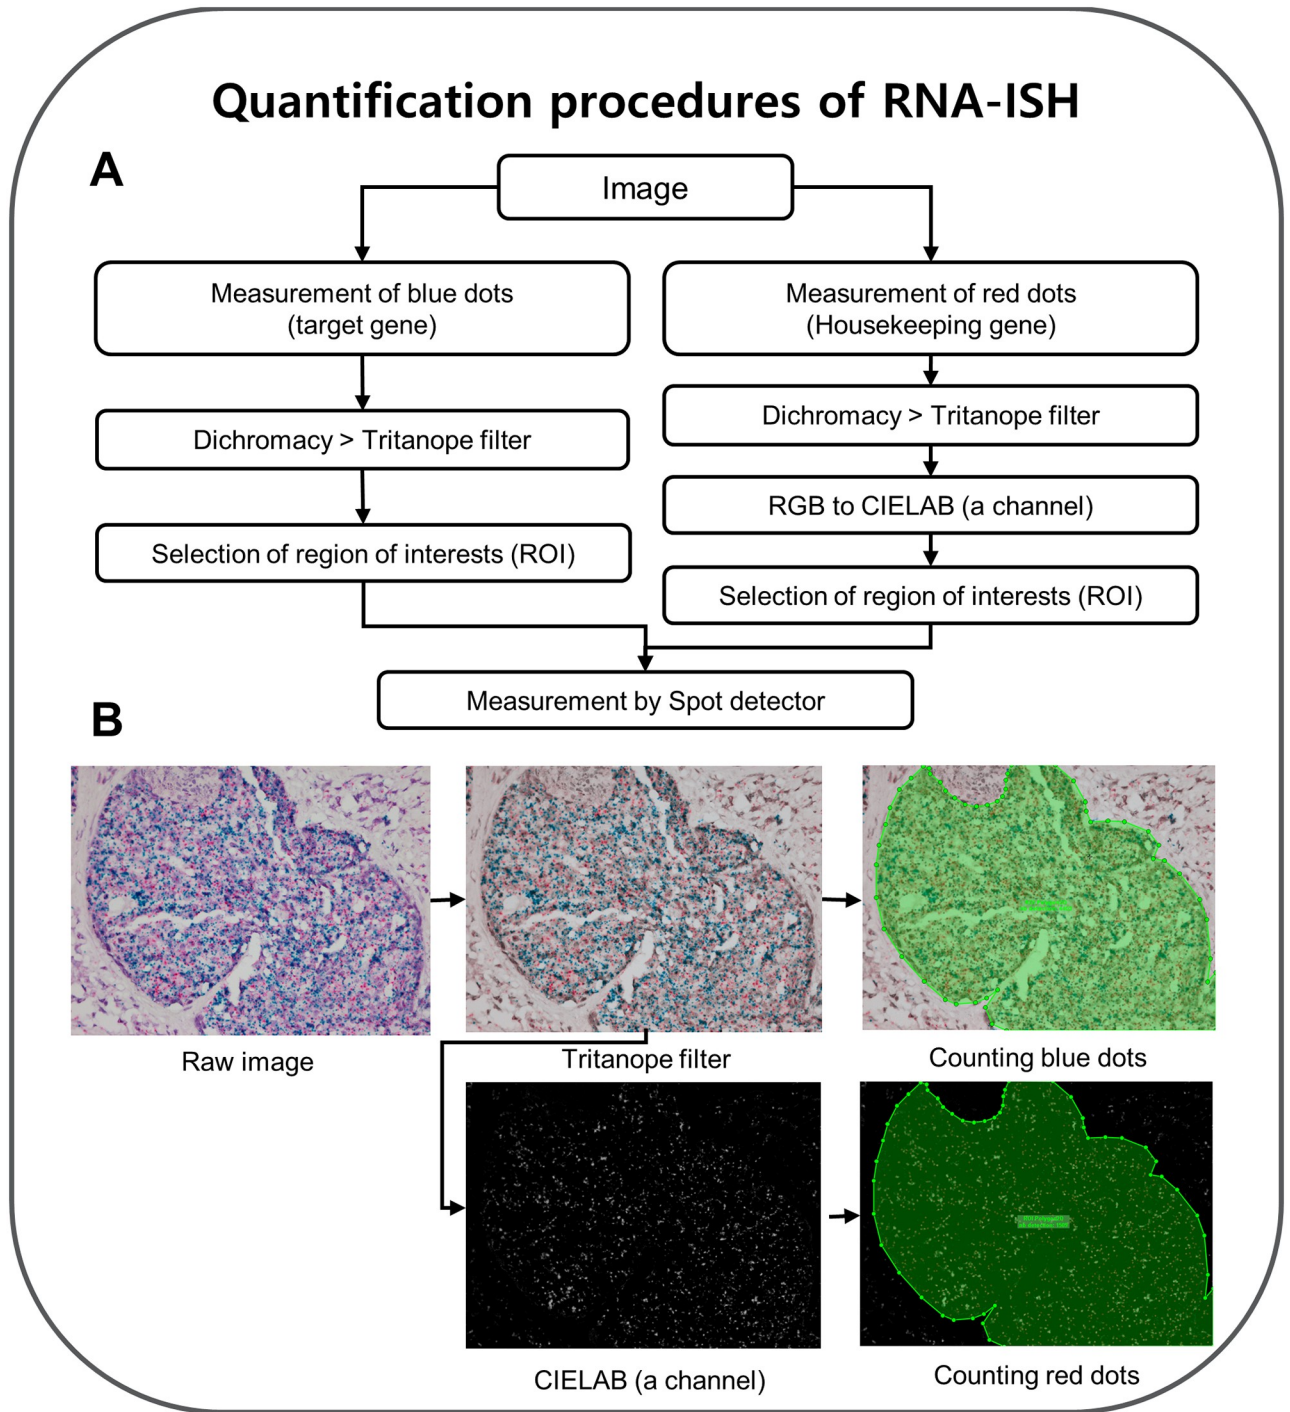 Quantification procedures of RNA-ISH
A
Image
Measurement of blue dots
(target gene)
Measurement of red dots
(Housekeeping gene)
Dichromacy > Tritanope filter
Dichromacy > Tritanope filter
RGB to CIELAB (a channel)
Selection of region of interests (ROI)
Selection of region of interests (ROI)
Measurement by Spot detector
B
Raw image
Tritanope filter
Counting blue dots
CIELAB (a channel)
Counting red dots